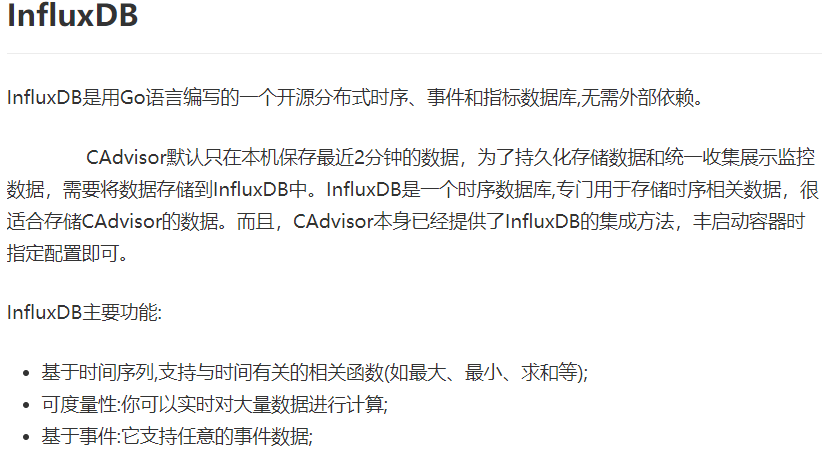 InfluxDB
InfluxDB是用Go语言编写的一个开源分布式时序、事件和指标数据库,无需外部依赖。
CAdvisor默认只在本机保存最近2分钟的数据，为了持久化存储数据和统一收集展示监控
数据，需要将数据存储到InfluxDB中。InfluxDB是一个时序数据库,专门用于存储时序相关数据，很
适合存储CAdvisor的数据。而且，CAdvisor本身已经提供了InfluxDB的集成方法，丰启动容器时
指定配置即可。
InfluxDB主要功能:
• 基于时间序列,支持与时间有关的相关函数(如最大、最小、求和等);
• 可度量性:你可以实时对大量数据进行计算;
• 基于事件:它支持任意的事件数据;